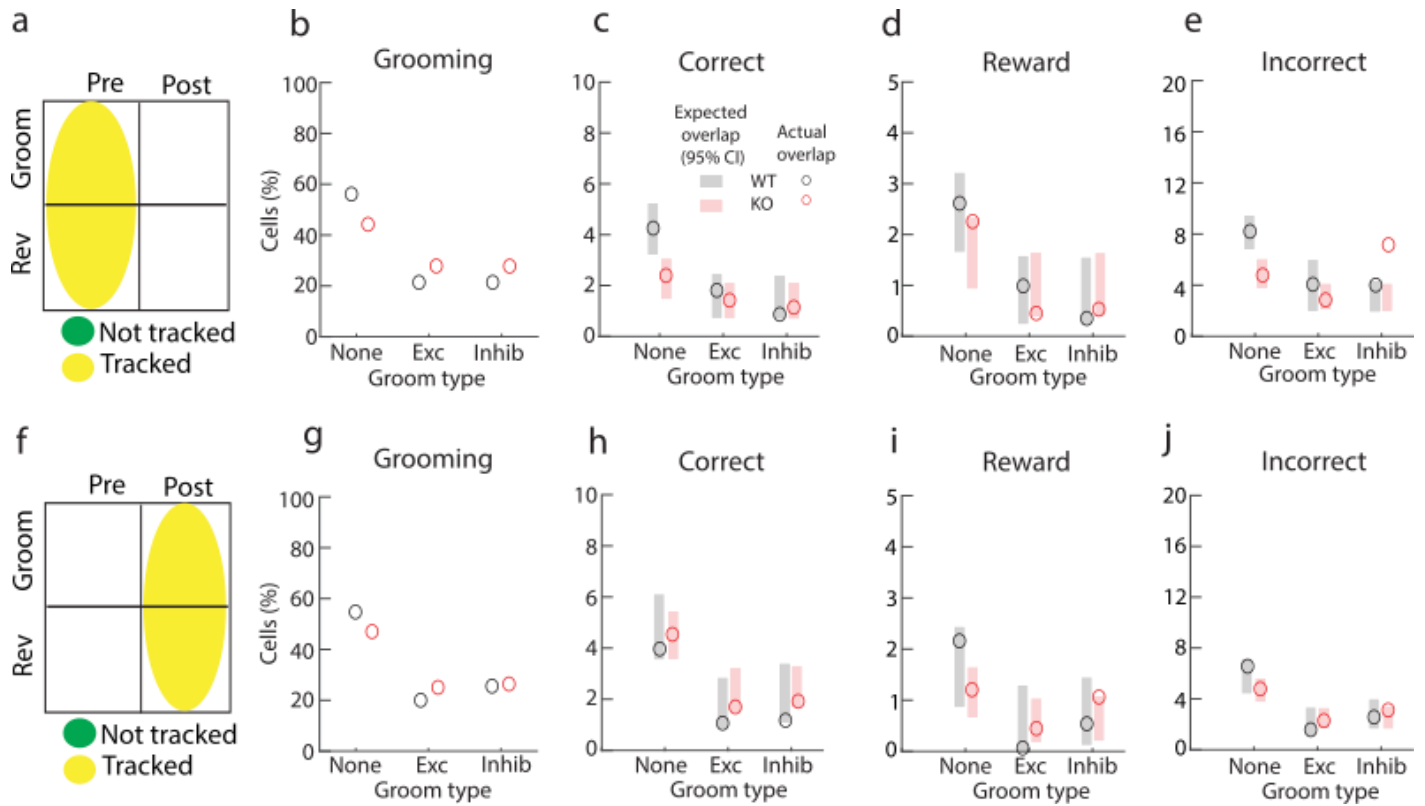 a
Pre Post
Groom
Rev
Not tracked
Tracked
b
Grooming
Cells (%)
100
80
60
40
20
0
None Exc Inhib
Groom type
c
Correct
10
8
6
4
2
0
Expected
overlap
(95% CI)
Actual
overlap
WT
KO
None Exc Inhib
Groom type
d
Reward
5
4
3
2
1
0
None Exc Inhib
Groom type
e
Incorrect
20
16
12
8
4
0
None Exc Inhib
Groom type
f
Pre Post
Groom
Rev
Not tracked
Tracked
g
Grooming
Cells (%)
100
80
60
40
20
0
None Exc Inhib
Groom type
h
Correct
10
8
6
4
2
0
None Exc Inhib
Groom type
i
Reward
5
4
3
2
1
0
None Exc Inhib
Groom type
j
Incorrect
20
16
12
8
4
0
None Exc Inhib
Groom type